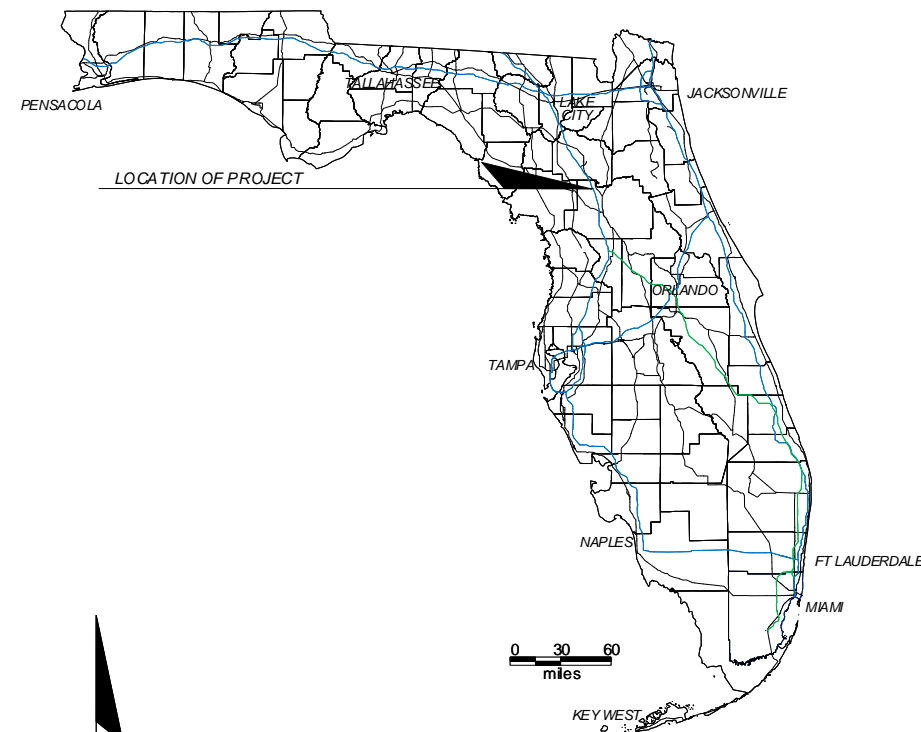 PENSACOLA
TALLAHASSEE
LAKE
CITY
JACKSONVILLE
LOCATION OF PROJECT
ORLANDO
TAMPA
NAPLES
FT LAUDERDALE
MIAMI
0 30 60
miles
KEY WEST